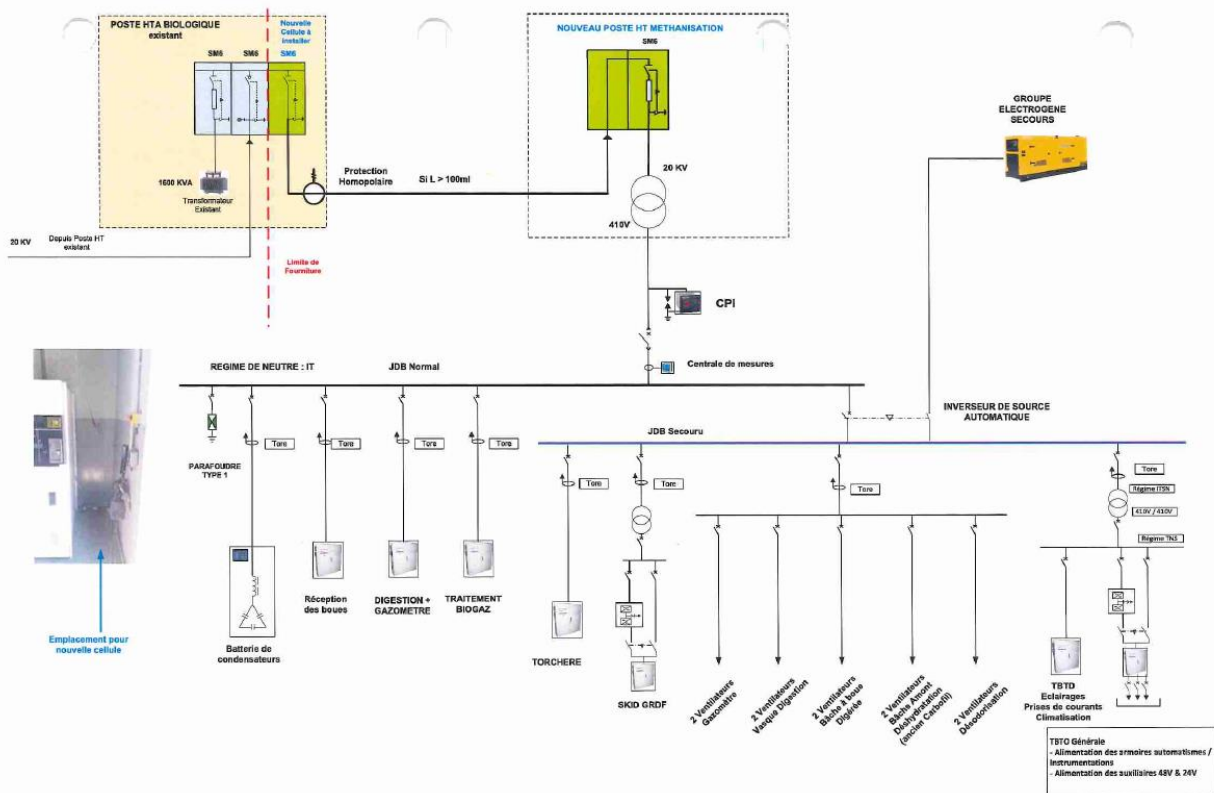 POSTE HTA BIOLOGIQUE
existant
Nouvelle
Cellule à
installer
SM6
SM6
SM6
1600 KVA
Transformateur
Existant
20 KV
Depuis Poste HT
existant
Limite de
Fourniture
Protection
Homopolaire
Si L > 100ml
NOUVEAU POSTE HT METHANISATION
SM6
20 KV
410V
GROUPE
ELECTROGENE
SECOURS
CPI
Centrale de mesures
REGIME DE NEUTRE : IT
JDB Normal
INVERSEUR DE SOURCE
AUTOMATIQUE
JDB Secouru
PARAFOUDRE
TYPE 1
Tore
Tore
Tore
Tore
Tore
Tore
Tore
Tore
Régime ITSN
410V / 410V
Régime TNS
Emplacement pour
nouvelle cellule
Batterie de
condensateurs
Réception
des boues
DIGESTION +
GAZOMETRE
TRAITEMENT
BIOGAZ
TORCHERE
SKID GRDF
2 Ventilateurs
Gazomètre
2 Ventilateurs
Vasque Digestion
2 Ventilateurs
Bâche à boue
Digérée
2 Ventilateurs
Bâche Amont
Déshydratation
(ancien Carbofil)
2 Ventilateurs
Désodorisation
TBTD
Eclairages
Prises de courants
Climatisation
TBTO Générale
- Alimentation des armoires automatismes /
Instrumentations
- Alimentation des auxiliaires 48V & 24V